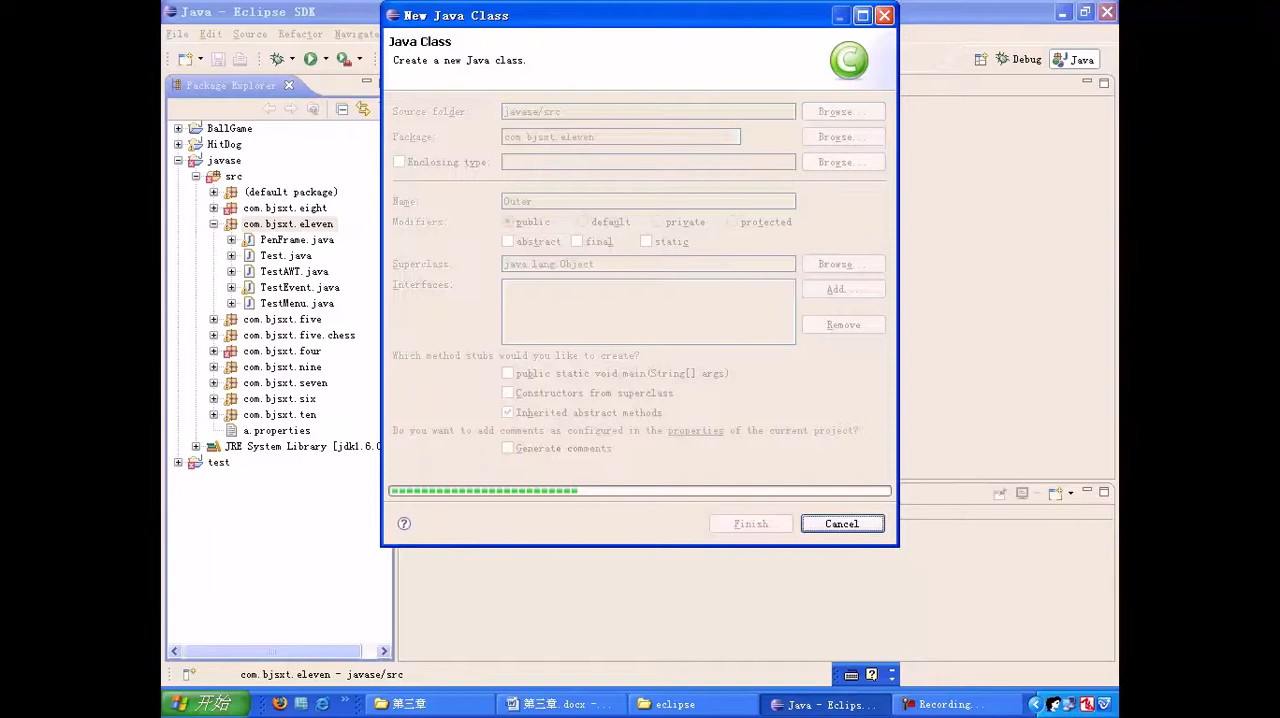 Java - Eclipse SDK
File Edit Source Refactor Navigate
Package Explorer
BallGame
HitDog
javase
src
(default package)
com.bjsxt.eight
com.bjsxt.eleven
PenFrame.java
Test.java
TestAWT.java
TestEvent.java
TestMenu.java
com.bjsxt.five
com.bjsxt.five.chess
com.bjsxt.four
com.bjsxt.nine
com.bjsxt.seven
com.bjsxt.six
com.bjsxt.ten
a.properties
JRE System Library [jdk1.6.0
test
New Java Class
Java Class
Create a new Java class.
Source folder: javase/src Browse...
Package: com.bjsxt.eleven Browse...
Enclosing type: Browse...
Name: Outer
Modifiers: public default private protected
abstract final static
Superclass: java.lang.Object Browse...
Interfaces: Add...
Remove
Which method stubs would you like to create?
public static void main(String[] args)
Constructors from superclass
Inherited abstract methods
Do you want to add comments as configured in the properties of the current project?
Generate comments
Finish Cancel
Debug Java
com.bjsxt.eleven - javase/src
开始 第三章 第三章.docx -... eclipse Java - Eclips... Recording...